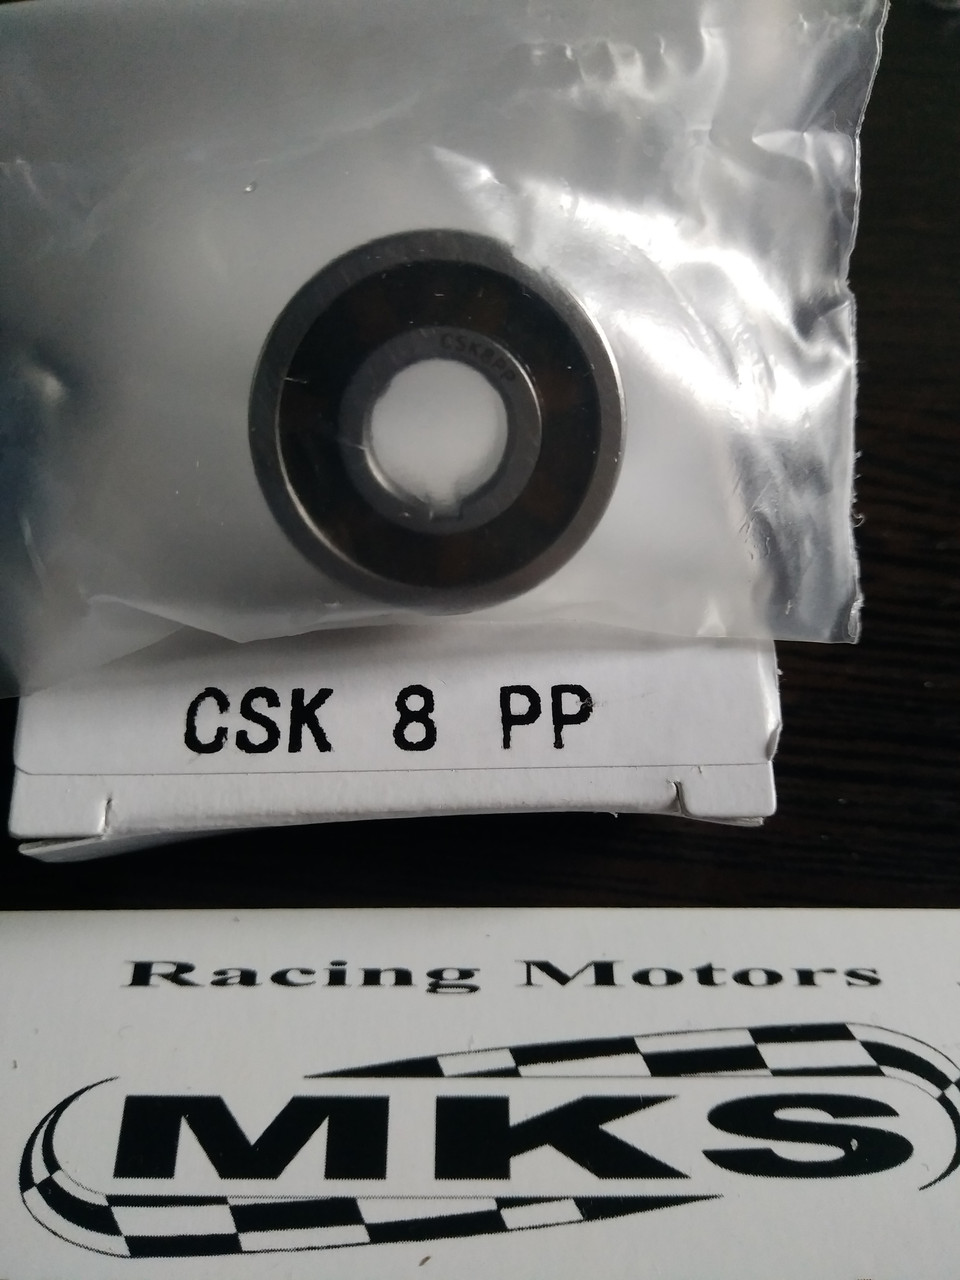 CSK8PP
CSK 8 PP
Racing Motors
MKS